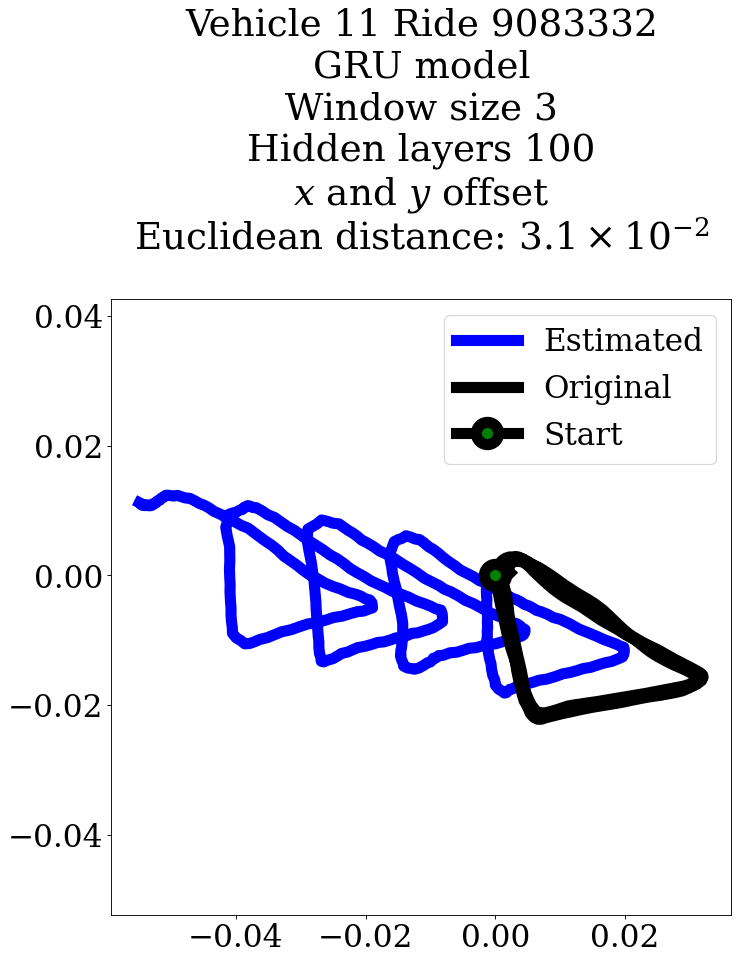 Vehicle 11 Ride 9083332
GRU model
Window size 3
Hidden layers 100
x and y offset
Euclidean distance: 3.1 × 10⁻²
0.04
0.02
0.00
−0.02
−0.04
Estimated
Original
Start
−0.04
−0.02
0.00
0.02